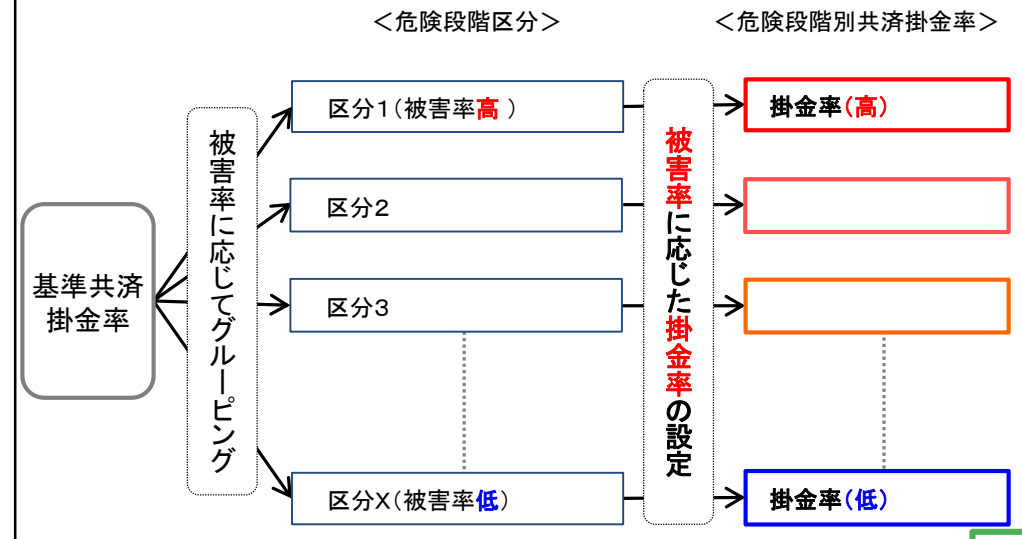 ＜危険段階区分＞
＜危険段階別共済掛金率＞
基準共済
掛金率
被害率に応じてグルーピング
区分１（被害率高 ）
区分２
区分３
区分X（被害率低）
被害率に応じた掛金率の設定
掛金率（高）
掛金率（低）